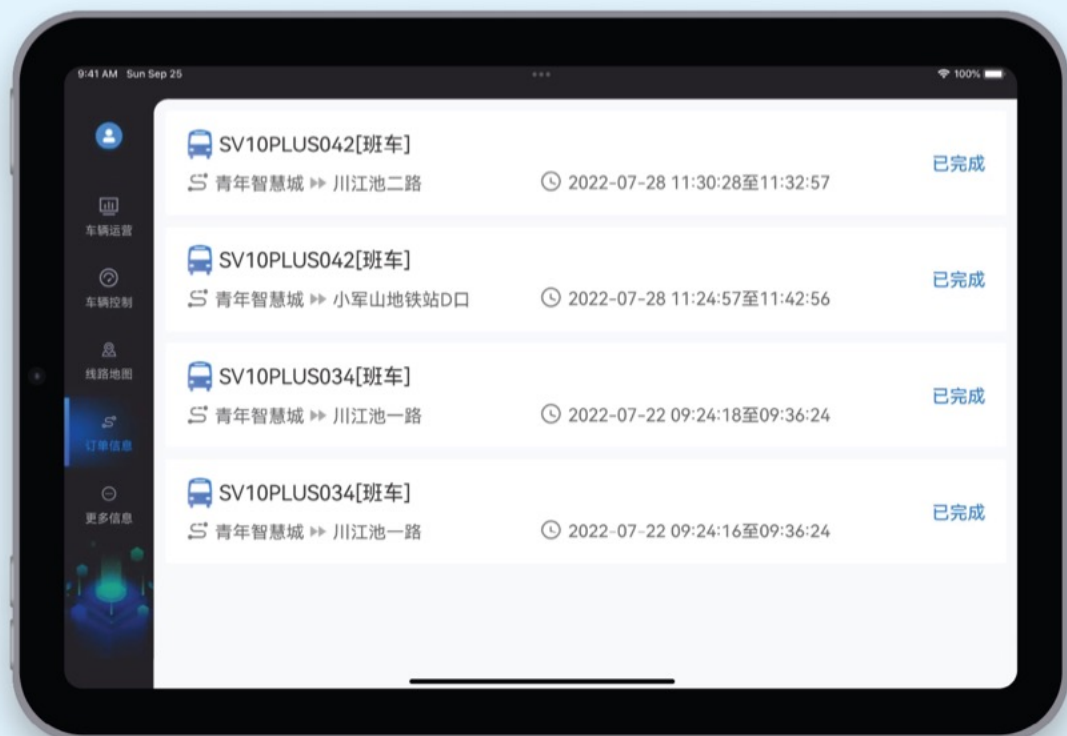 9:41 AM Sun Sep 25
100%
车辆运营
车辆控制
线路地图
订单信息
更多信息
SV10PLUS042[班车]
青年智慧城 川江池二路
2022-07-28 11:30:28至11:32:57
已完成
SV10PLUS042[班车]
青年智慧城 小军山地铁站D口
2022-07-28 11:24:57至11:42:56
已完成
SV10PLUS034[班车]
青年智慧城 川江池一路
2022-07-22 09:24:18至09:36:24
已完成
SV10PLUS034[班车]
青年智慧城 川江池一路
2022-07-22 09:24:16至09:36:24
已完成